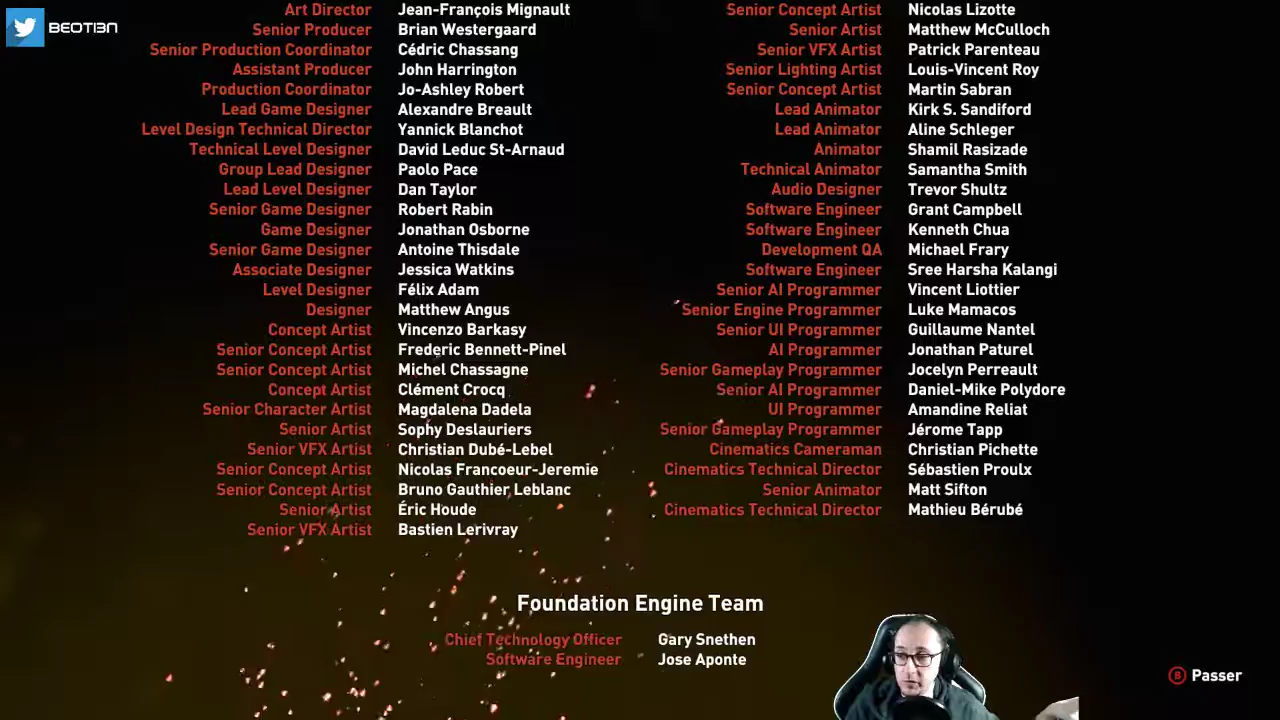 BEOTI3N
Art Director Jean-François Mignault
Senior Producer Brian Westergaard
Senior Production Coordinator Cédric Chassang
Assistant Producer John Harrington
Production Coordinator Jo-Ashley Robert
Lead Game Designer Alexandre Breault
Level Design Technical Director Yannick Blanchot
Technical Level Designer David Leduc St-Arnaud
Group Lead Designer Paolo Pace
Lead Level Designer Dan Taylor
Senior Game Designer Robert Rabin
Game Designer Jonathan Osborne
Senior Game Designer Antoine Thisdale
Associate Designer Jessica Watkins
Level Designer Félix Adam
Designer Matthew Angus
Concept Artist Vincenzo Barkasy
Senior Concept Artist Frederic Bennett-Pinel
Senior Concept Artist Michel Chassagne
Concept Artist Clément Crocq
Senior Character Artist Magdalena Dadela
Senior Artist Sophy Deslauriers
Senior VFX Artist Christian Dubé-Lebel
Senior Concept Artist Nicolas Francoeur-Jeremie
Senior Concept Artist Bruno Gauthier Leblanc
Senior Artist Éric Houde
Senior VFX Artist Bastien Lerivray
Senior Concept Artist Nicolas Lizotte
Senior Artist Matthew McCulloch
Senior VFX Artist Patrick Parenteau
Senior Lighting Artist Louis-Vincent Roy
Senior Concept Artist Martin Sabran
Lead Animator Kirk S. Sandiford
Lead Animator Aline Schleger
Animator Shamil Rasizade
Technical Animator Samantha Smith
Audio Designer Trevor Shultz
Software Engineer Grant Campbell
Software Engineer Kenneth Chua
Development QA Michael Frary
Software Engineer Sree Harsha Kalangi
Senior AI Programmer Vincent Liottier
Senior Engine Programmer Luke Mamacos
Senior UI Programmer Guillaume Nantel
AI Programmer Jonathan Paturel
Senior Gameplay Programmer Jocelyn Perreault
Senior AI Programmer Daniel-Mike Polydore
UI Programmer Amandine Reliat
Senior Gameplay Programmer Jérome Tapp
Cinematics Cameraman Christian Pichette
Cinematics Technical Director Sébastien Proulx
Senior Animator Matt Sifton
Cinematics Technical Director Mathieu Bérubé
Foundation Engine Team
Chief Technology Officer Gary Snethen
Software Engineer Jose Aponte
B Passer